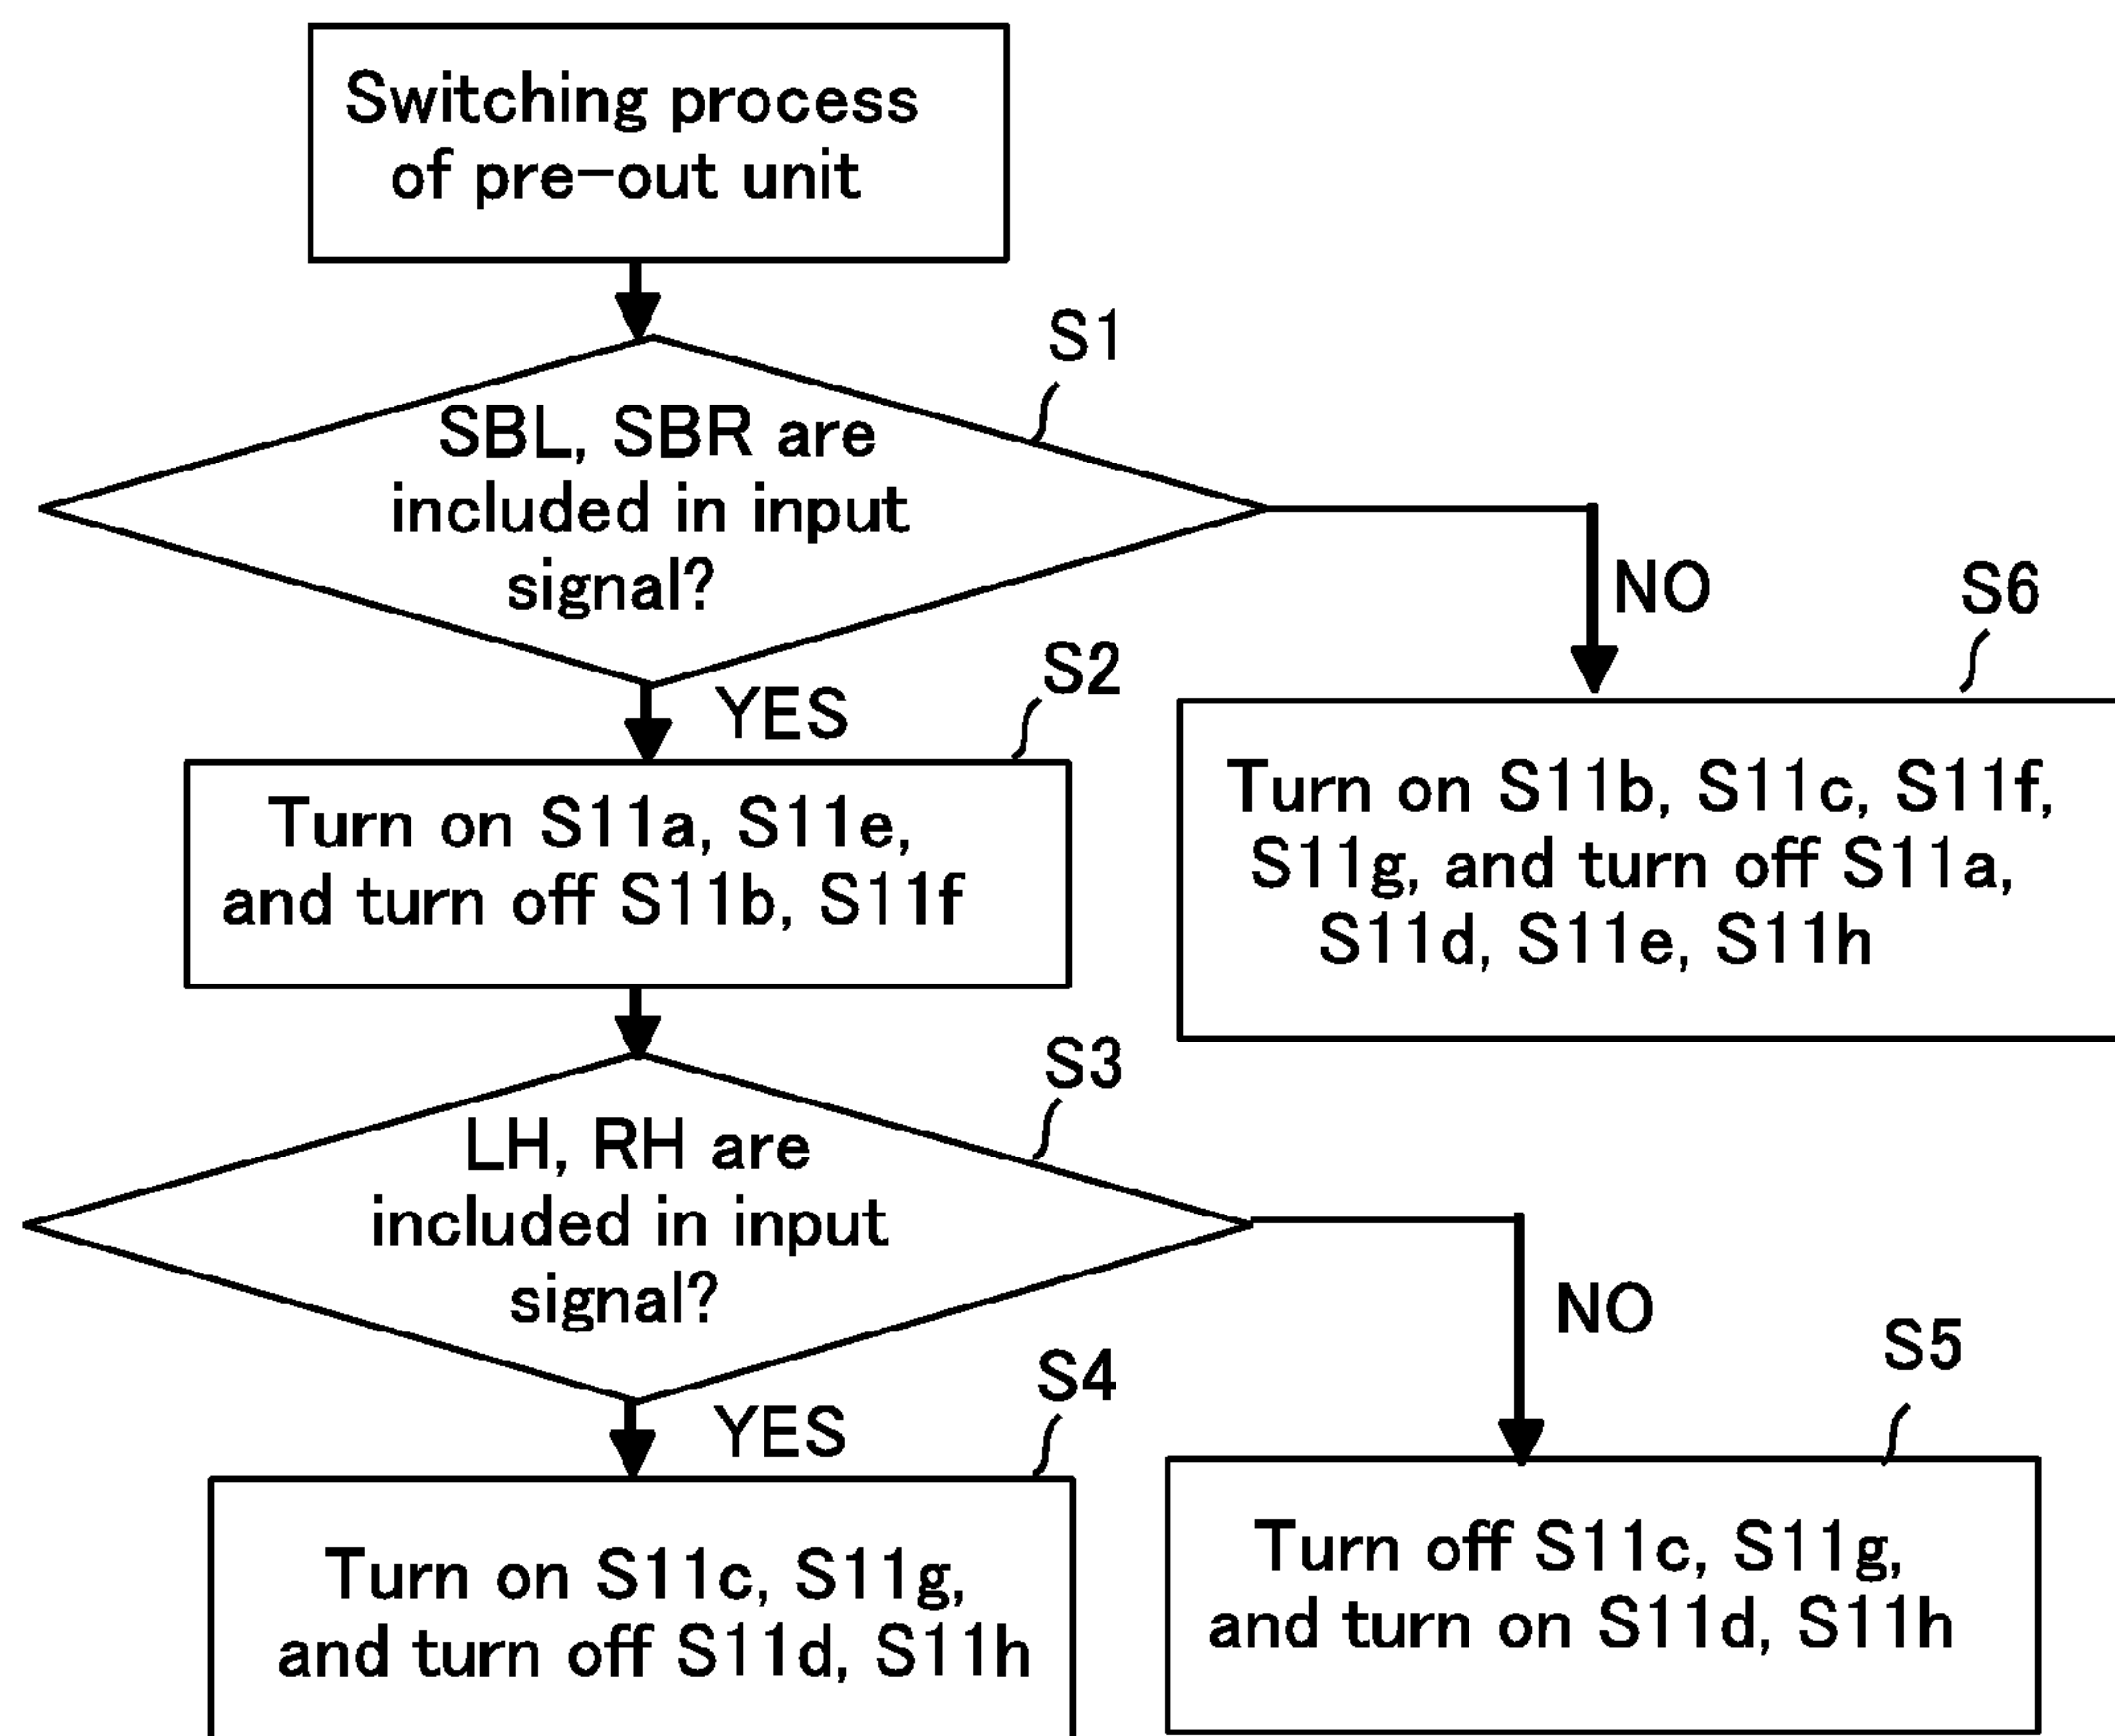 Switching process
of pre-out unit
S1
SBL, SBR are
included in input
signal?
NO
S6
YES
S2
Turn on S11a, S11e,
and turn off S11b, S11f
Turn on S11b, S11c, S11f,
S11g, and turn off S11a,
S11d, S11e, S11h
S3
LH, RH are
included in input
signal?
NO
S5
YES
S4
Turn on S11c, S11g,
and turn off S11d, S11h
Turn off S11c, S11g,
and turn on S11d, S11h